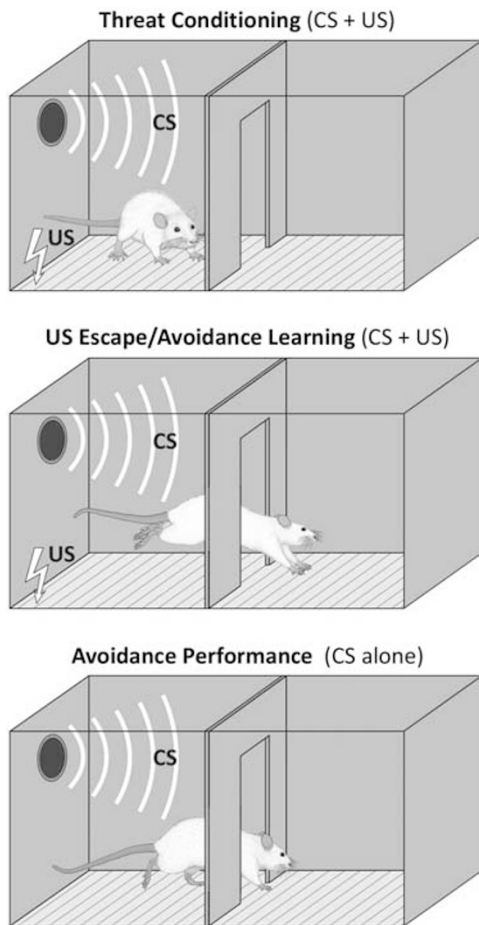 Threat Conditioning (CS + US)
CS
US
US Escape/Avoidance Learning (CS + US)
CS
US
Avoidance Performance (CS alone)
CS